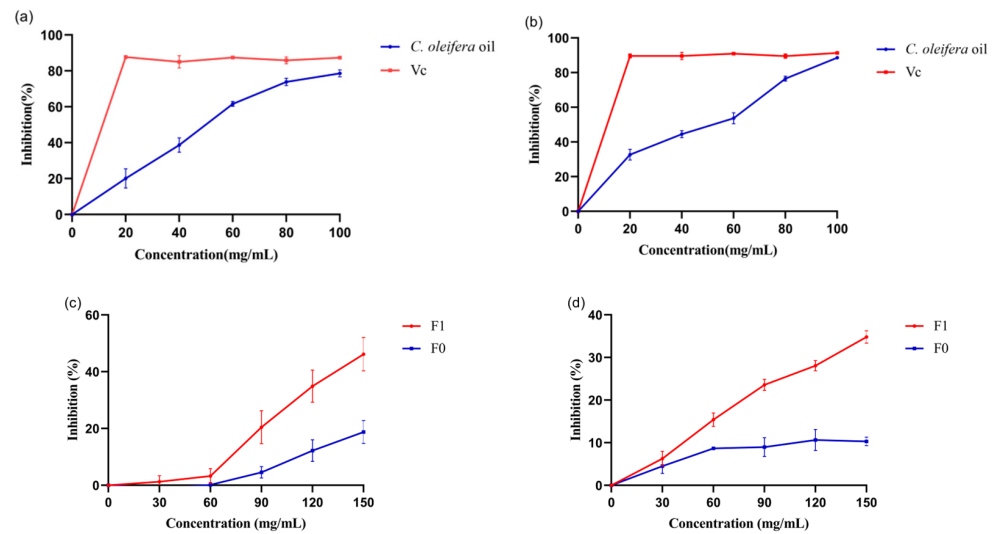 (a)
100
80
60
40
20
0
Inhibition(%)
0 20 40 60 80 100
Concentration(mg/mL)
C. oleifera oil
Vc
(b)
100
80
60
40
20
0
Inhibition(%)
0 20 40 60 80 100
Concentration(mg/mL)
C. oleifera oil
Vc
(c)
60
40
20
0
Inhibition (%)
0 30 60 90 120 150
Concentration (mg/mL)
F1
F0
(d)
40
30
20
10
0
Inhibition (%)
0 30 60 90 120 150
Concentration (mg/mL)
F1
F0